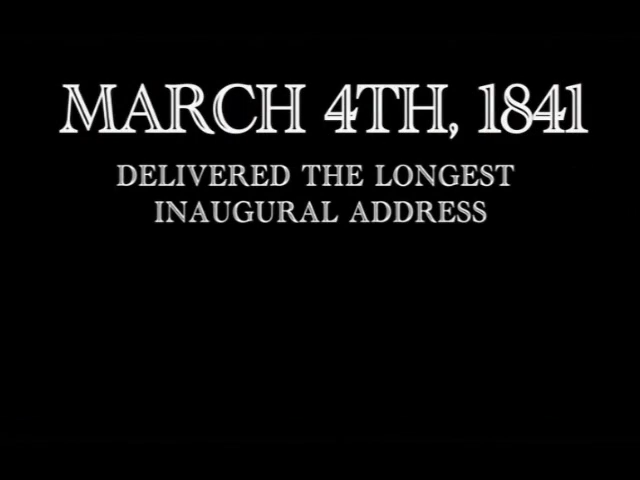 MARCH 4TH, 1841
DELIVERED THE LONGEST
INAUGURAL ADDRESS